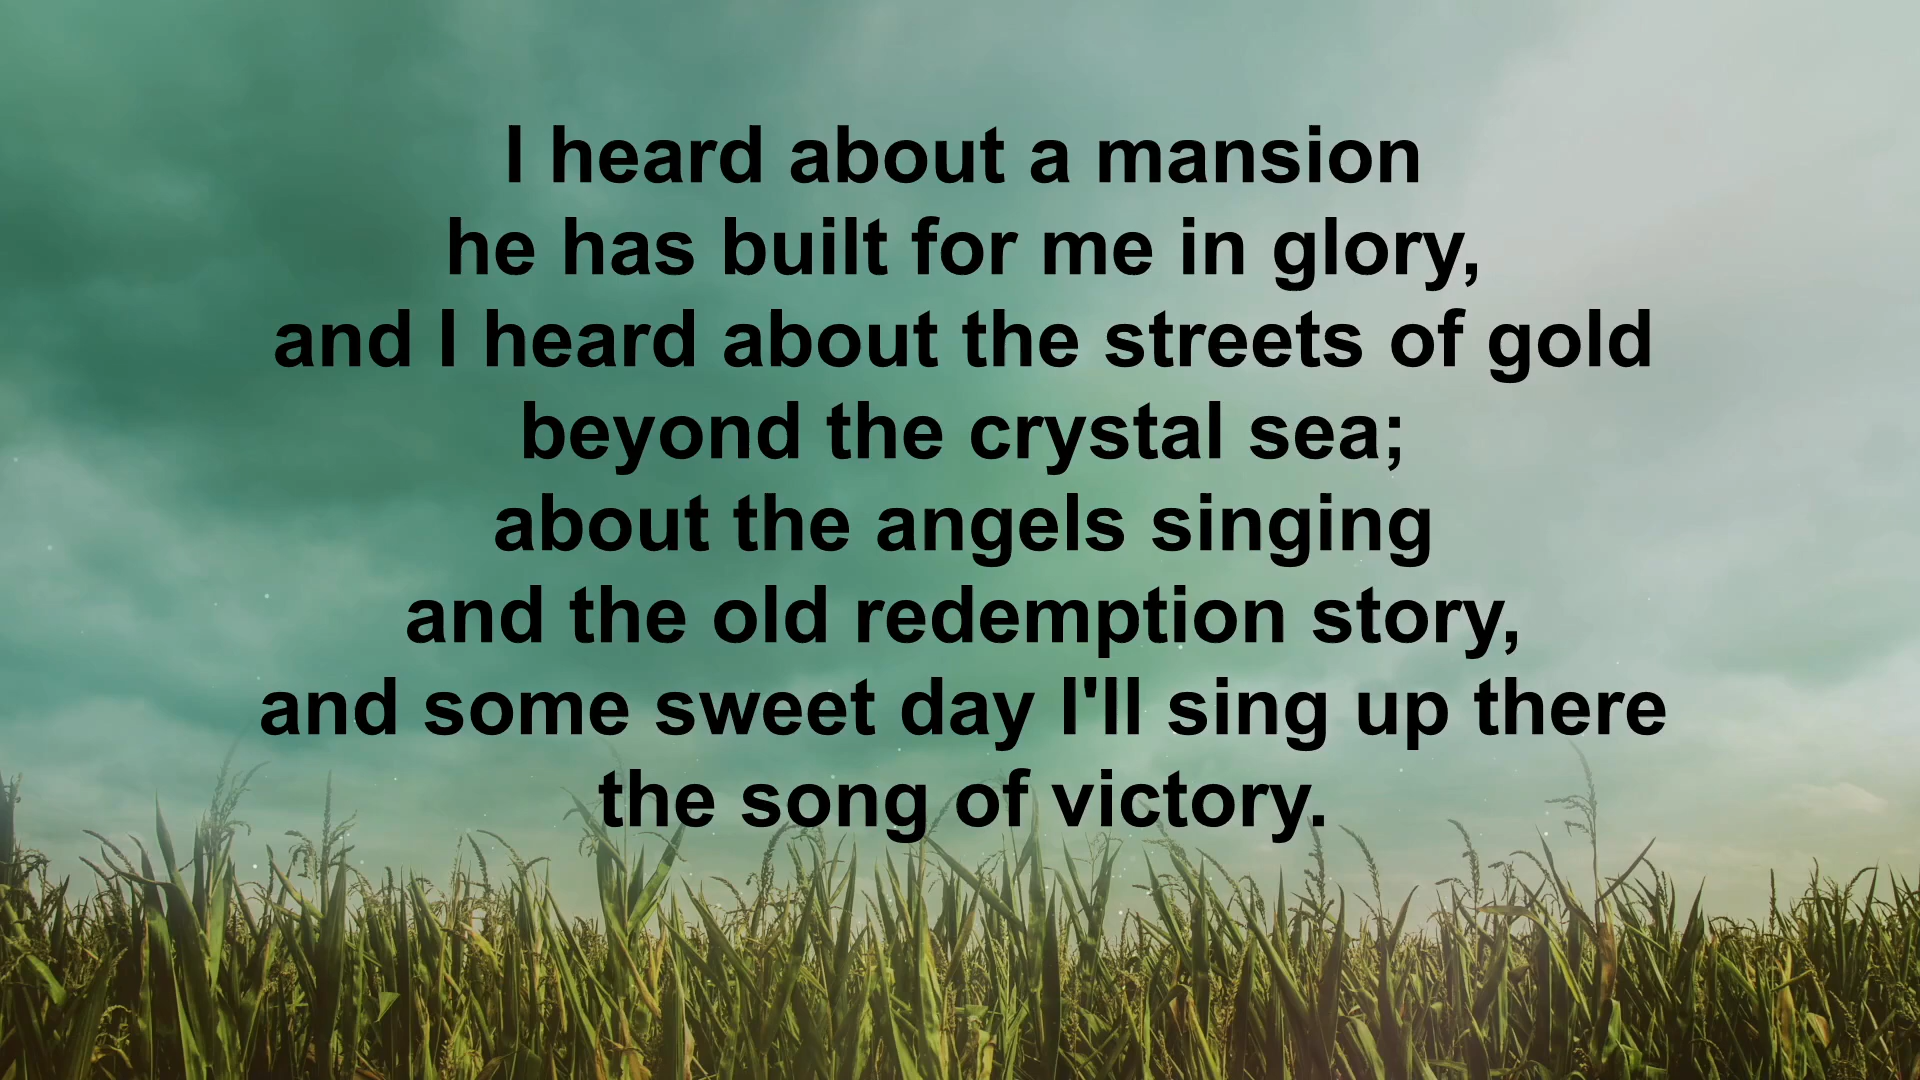 I heard about a mansion
he has built for me in glory,
and I heard about the streets of gold
beyond the crystal sea;
about the angels singing
and the old redemption story,
and some sweet day I'll sing up there
the song of victory.